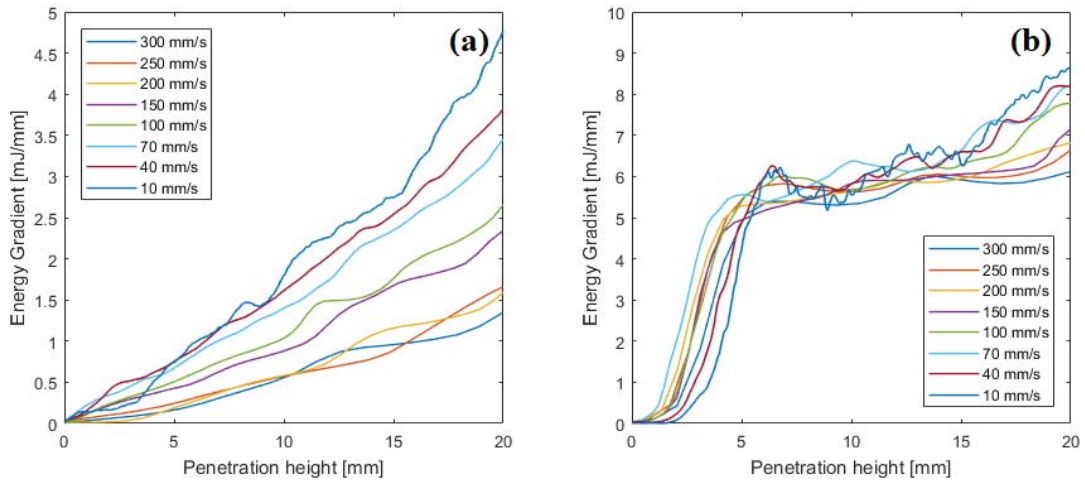 (a)
Energy Gradient [mJ/mm]
5
4.5
4
3.5
3
2.5
2
1.5
1
0.5
0
300 mm/s
250 mm/s
200 mm/s
150 mm/s
100 mm/s
70 mm/s
40 mm/s
10 mm/s
0 5 10 15 20
Penetration height [mm]
(b)
Energy Gradient [mJ/mm]
10
9
8
7
6
5
4
3
2
1
0
300 mm/s
250 mm/s
200 mm/s
150 mm/s
100 mm/s
70 mm/s
40 mm/s
10 mm/s
0 5 10 15 20
Penetration height [mm]